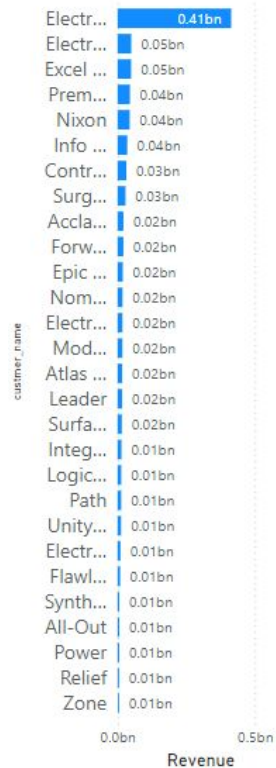 Electr... 0.41bn
Electr... 0.05bn
Excel ... 0.05bn
Prem... 0.04bn
Nixon 0.04bn
Info ... 0.04bn
Contr... 0.03bn
Surg... 0.03bn
Accla... 0.02bn
Forw... 0.02bn
Epic ... 0.02bn
Nom... 0.02bn
Electr... 0.02bn
Mod... 0.02bn
Atlas ... 0.02bn
Leader 0.02bn
Surfa... 0.02bn
Integ... 0.01bn
Logic... 0.01bn
Path 0.01bn
Unity... 0.01bn
Electr... 0.01bn
Flawl... 0.01bn
Synth... 0.01bn
All-Out 0.01bn
Power 0.01bn
Relief 0.01bn
Zone 0.01bn
custmer_name
0.0bn 0.5bn
Revenue